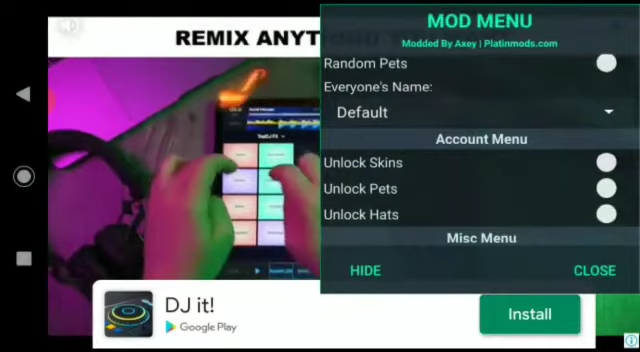 REMIX ANYT
MOD MENU
Modded By Axey | Platinmods.com
Random Pets
Everyone's Name:
Default
Account Menu
Unlock Skins
Unlock Pets
Unlock Hats
Misc Menu
HIDE
CLOSE
DJ it!
Google Play
Install